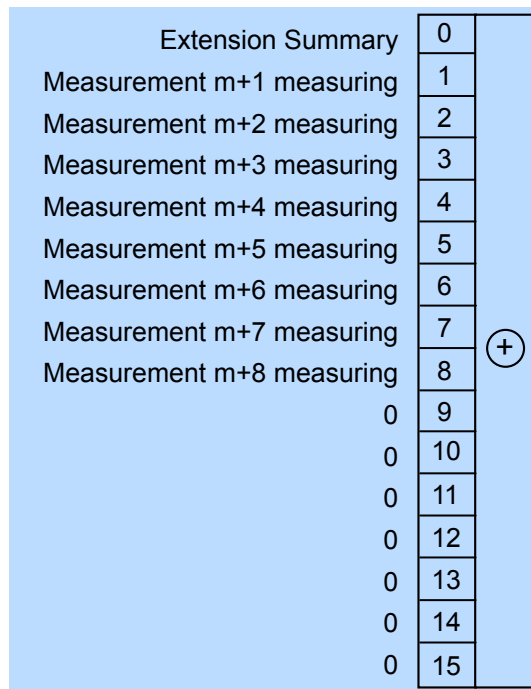 Extension Summary 0
Measurement m+1 measuring 1
Measurement m+2 measuring 2
Measurement m+3 measuring 3
Measurement m+4 measuring 4
Measurement m+5 measuring 5
Measurement m+6 measuring 6
Measurement m+7 measuring 7
+
Measurement m+8 measuring 8
0 9
0 10
0 11
0 12
0 13
0 14
0 15